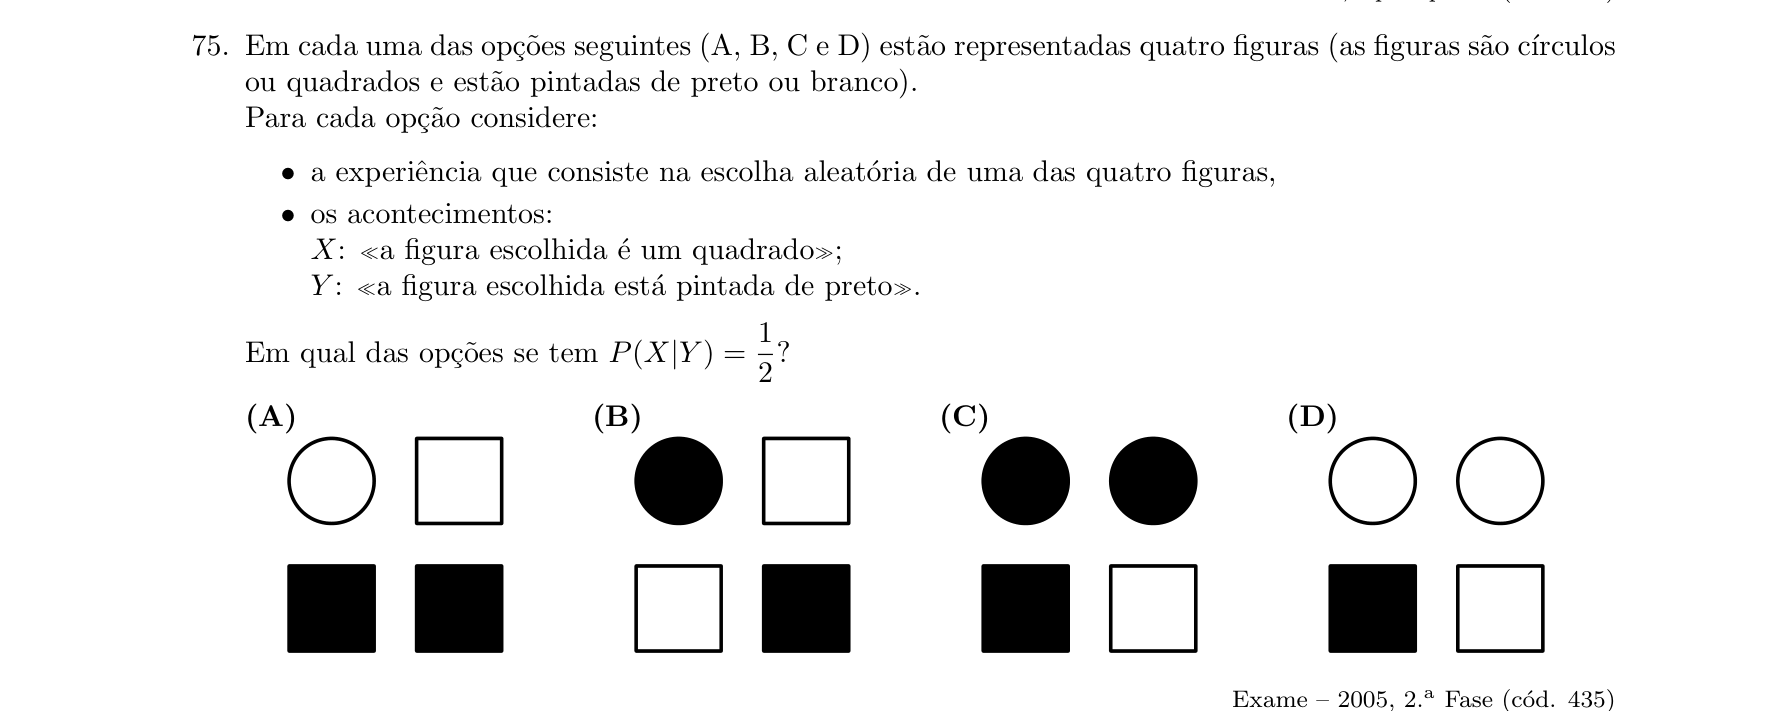 75. Em cada uma das opções seguintes (A, B, C e D) estão representadas quatro figuras (as figuras são círculos
ou quadrados e estão pintadas de preto ou branco).
Para cada opção considere:
• a experiência que consiste na escolha aleatória de uma das quatro figuras,
• os acontecimentos:
X: ≪a figura escolhida é um quadrado≫;
Y: ≪a figura escolhida está pintada de preto≫.
Em qual das opções se tem P(X|Y) = 1/2?
(A) (B) (C) (D)
Exame – 2005, 2.ª Fase (cód. 435)